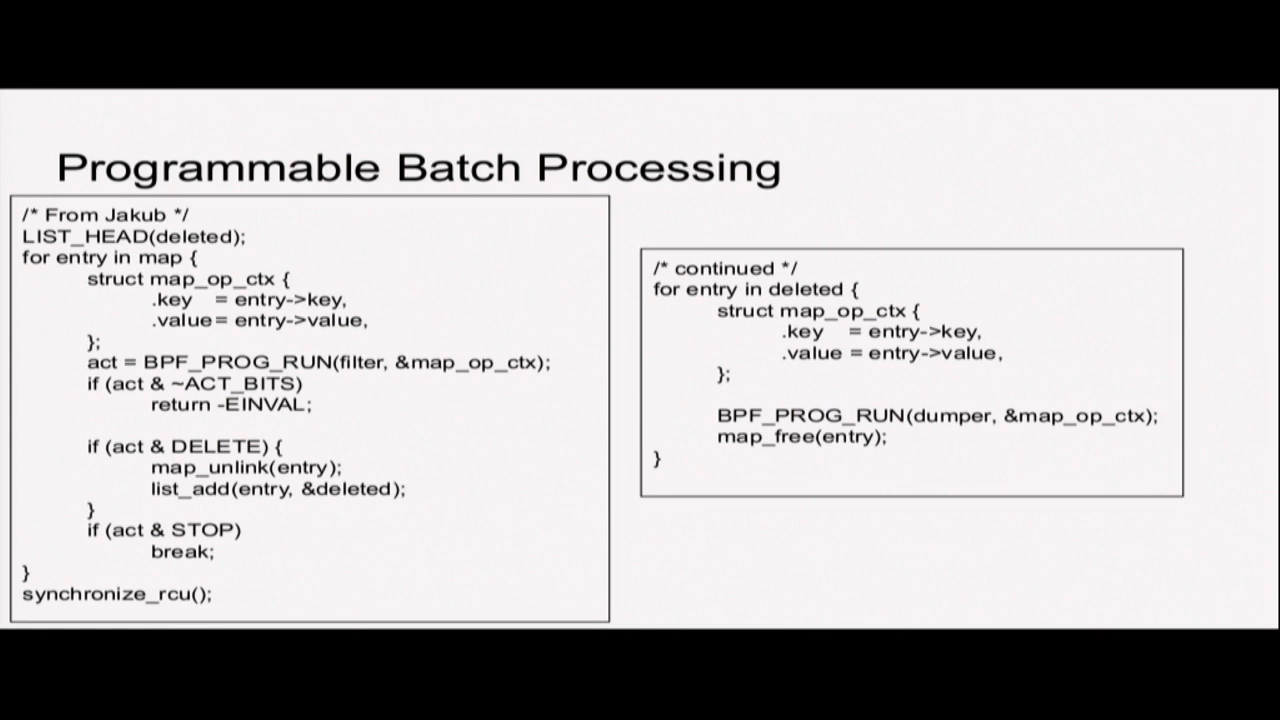 Programmable Batch Processing
/* From Jakub */
LIST_HEAD(deleted);
for entry in map {
struct map_op_ctx {
.key = entry->key,
.value= entry->value,
};
act = BPF_PROG_RUN(filter, &map_op_ctx);
if (act & ~ACT_BITS)
return -EINVAL;
if (act & DELETE) {
map_unlink(entry);
list_add(entry, &deleted);
}
if (act & STOP)
break;
}
synchronize_rcu();
/* continued */
for entry in deleted {
struct map_op_ctx {
.key = entry->key,
.value = entry->value,
};
BPF_PROG_RUN(dumper, &map_op_ctx);
map_free(entry);
}